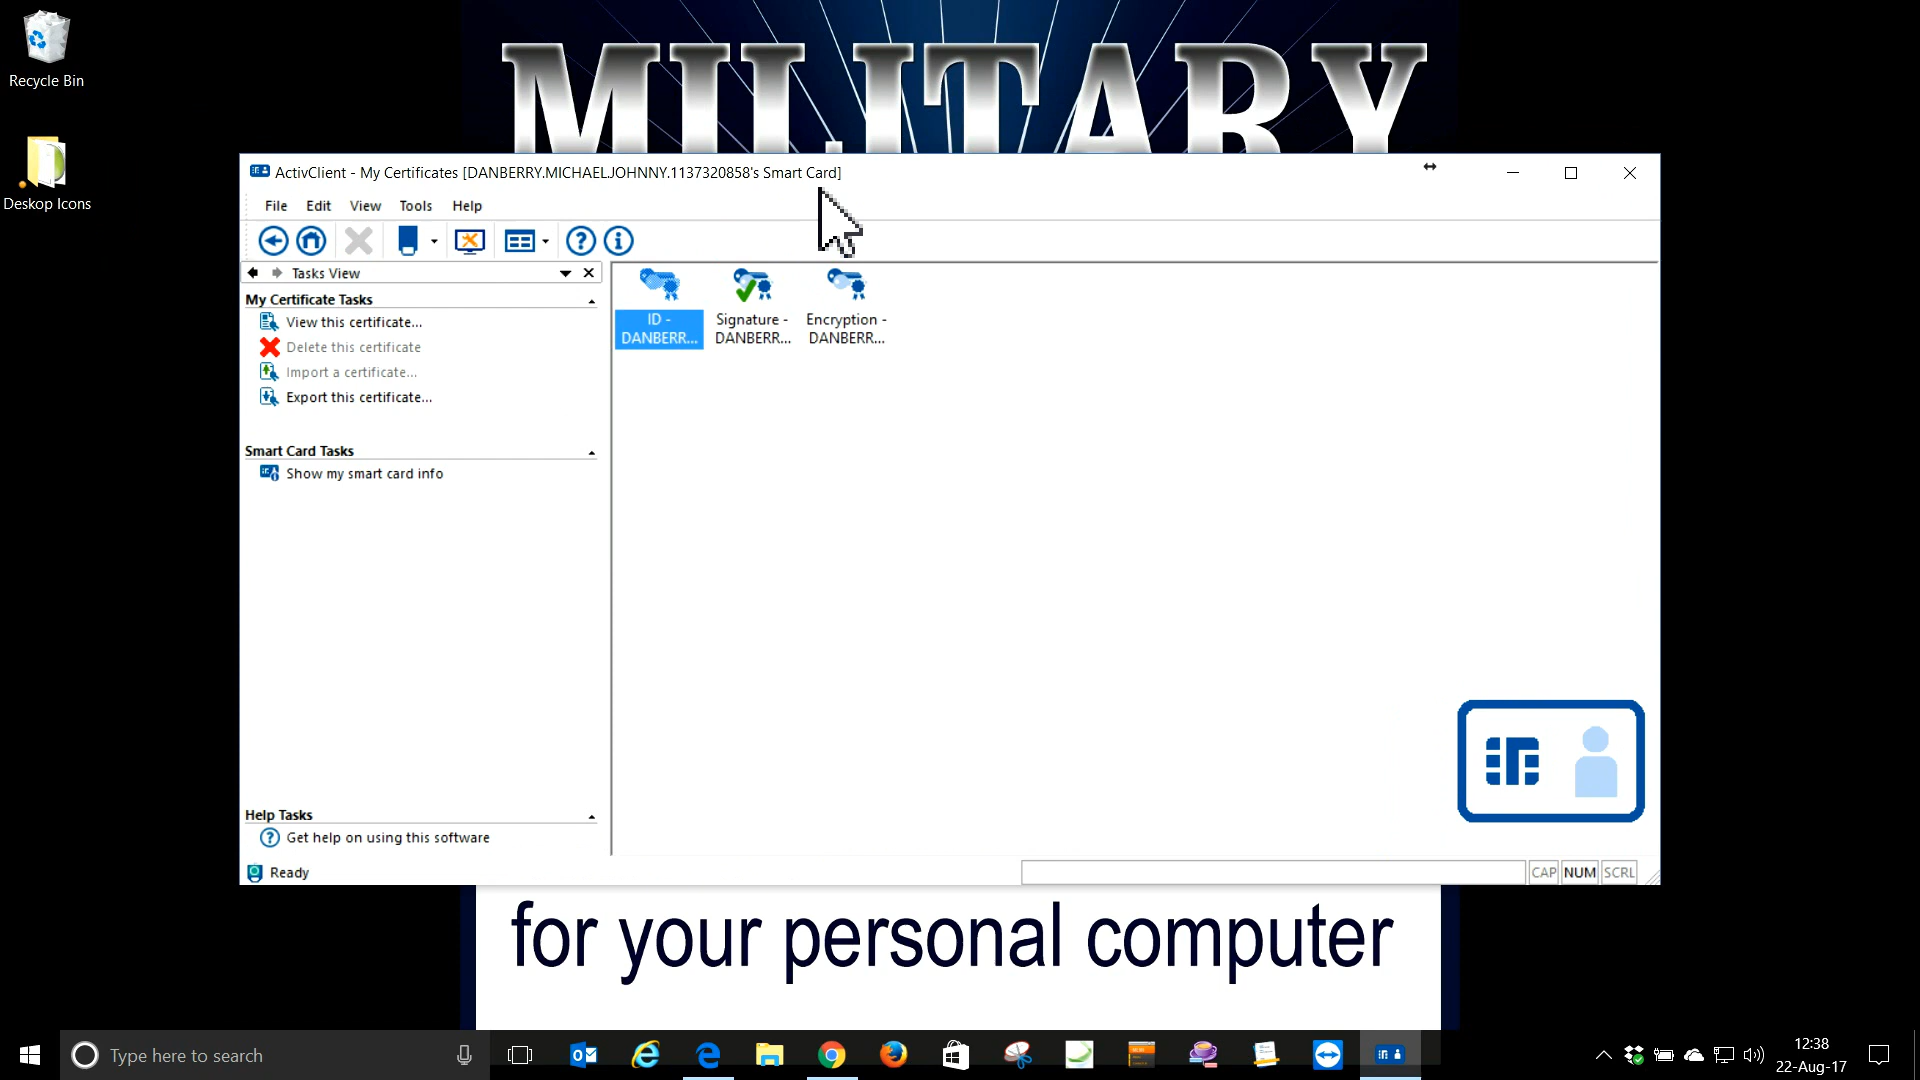 Recycle Bin
Deskop Icons
MILITARY
ActivClient - My Certificates [DANBERRY.MICHAEL.JOHNNY.1137320858's Smart Card]
File Edit View Tools Help
Tasks View
My Certificate Tasks
View this certificate...
Delete this certificate
Import a certificate...
Export this certificate...
Smart Card Tasks
Show my smart card info
Help Tasks
Get help on using this software
ID -
DANBERR...
Signature -
DANBERR...
Encryption -
DANBERR...
Ready
CAP NUM SCRL
for your personal computer
Type here to search
12:38
22-Aug-17